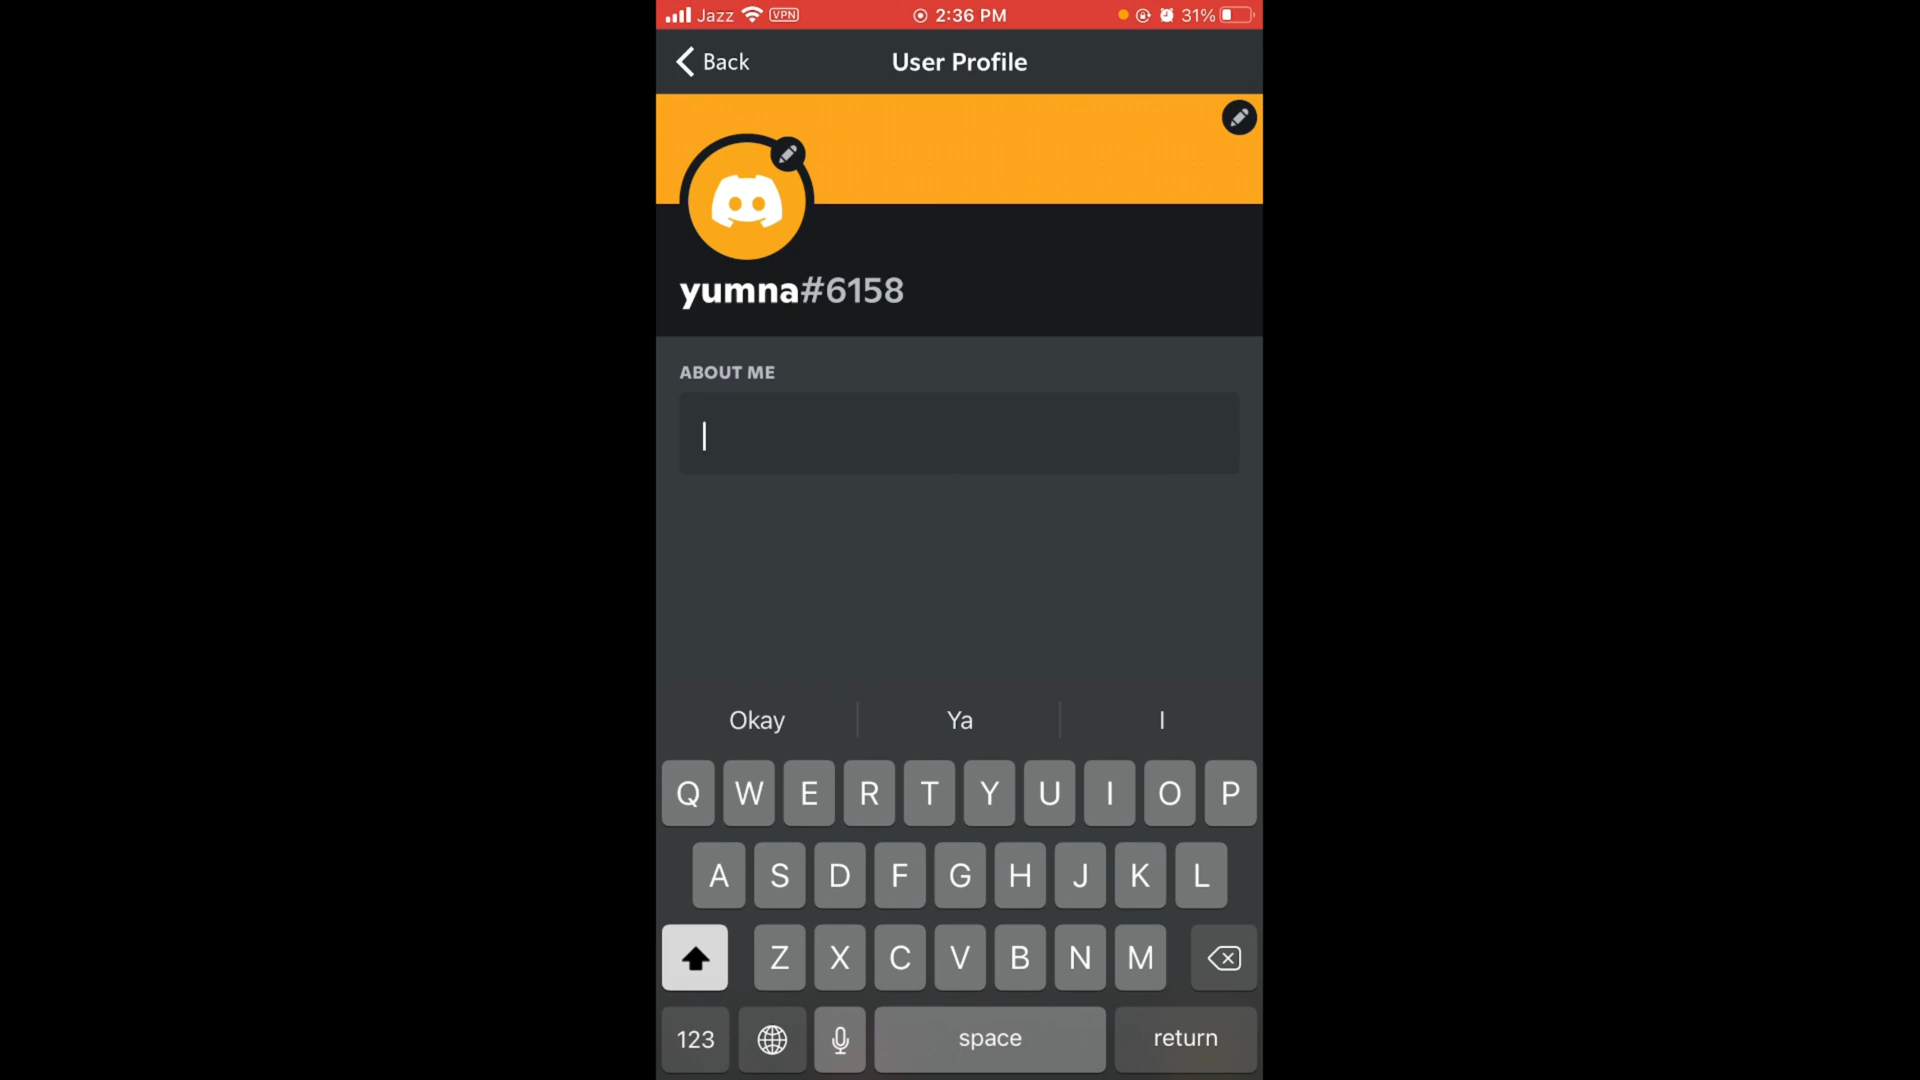 Jazz VPN 2:36 PM 31%
Back User Profile
yumna#6158
ABOUT ME
Okay Ya I
Q W E R T Y U I O P
A S D F G H J K L
Z X C V B N M
123 space return